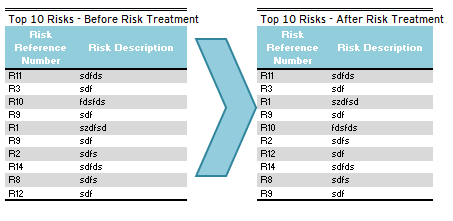 Top 10 Risks - Before Risk Treatment
Risk Reference Number Risk Description
R11 sdfds
R3 sdf
R10 fdsfds
R9 sdf
R1 szdfsd
R9 sdf
R2 sdfs
R14 sdfds
R8 sdfs
R12 sdf
Top 10 Risks - After Risk Treatment
Risk Reference Number Risk Description
R11 sdfds
R3 sdf
R1 szdfsd
R9 sdf
R10 fdsfds
R2 sdfs
R12 sdf
R14 sdfds
R8 sdfs
R9 sdf